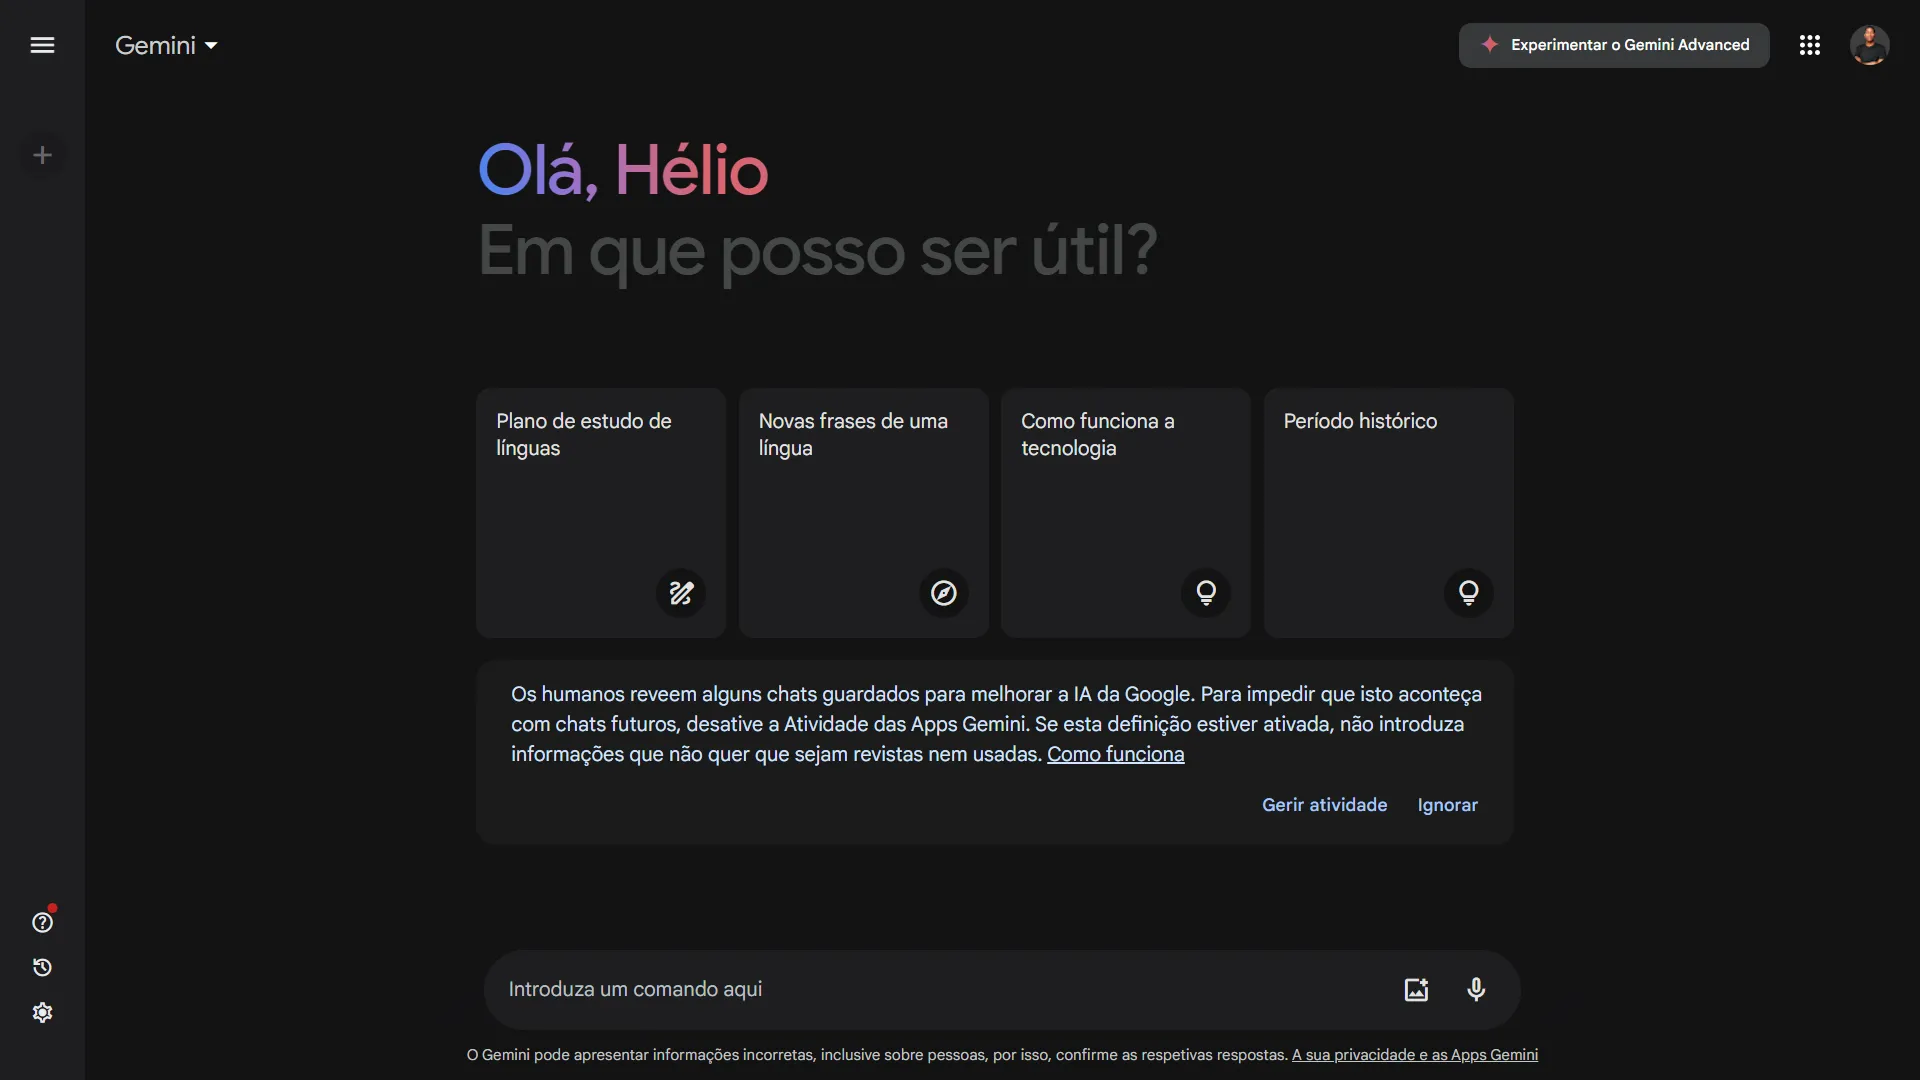 Gemini
Experimentar o Gemini Advanced
Olá, Hélio
Em que posso ser útil?
Plano de estudo de
línguas
Novas frases de uma
língua
Como funciona a
tecnologia
Período histórico
Os humanos reveem alguns chats guardados para melhorar a IA da Google. Para impedir que isto aconteça
com chats futuros, desative a Atividade das Apps Gemini. Se esta definição estiver ativada, não introduza
informações que não quer que sejam revistas nem usadas. Como funciona
Gerir atividade Ignorar
Introduza um comando aqui
O Gemini pode apresentar informações incorretas, inclusive sobre pessoas, por isso, confirme as respetivas respostas. A sua privacidade e as Apps Gemini